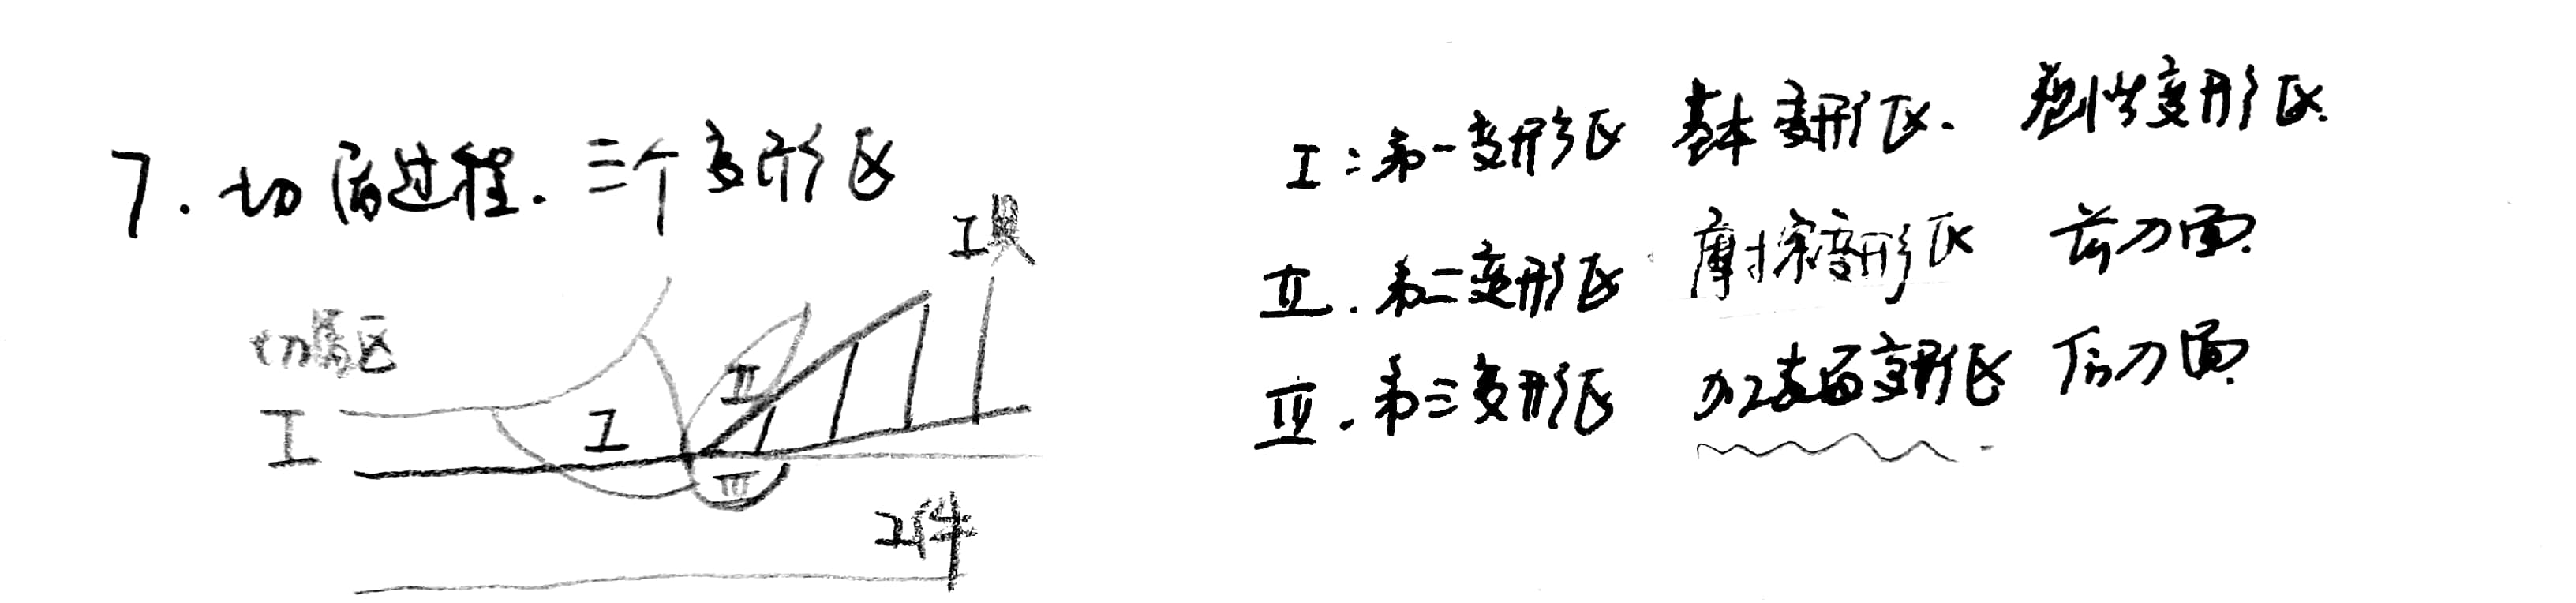 7. 切屑过程. 三个变形区
工具
切屑区
I
I
II
III
工件
I：第一变形区 基本变形区. 塑性变形区.
II. 第二变形区. 摩擦变形区 前刀面.
III. 第三变形区 加工表面变形区 后刀面.